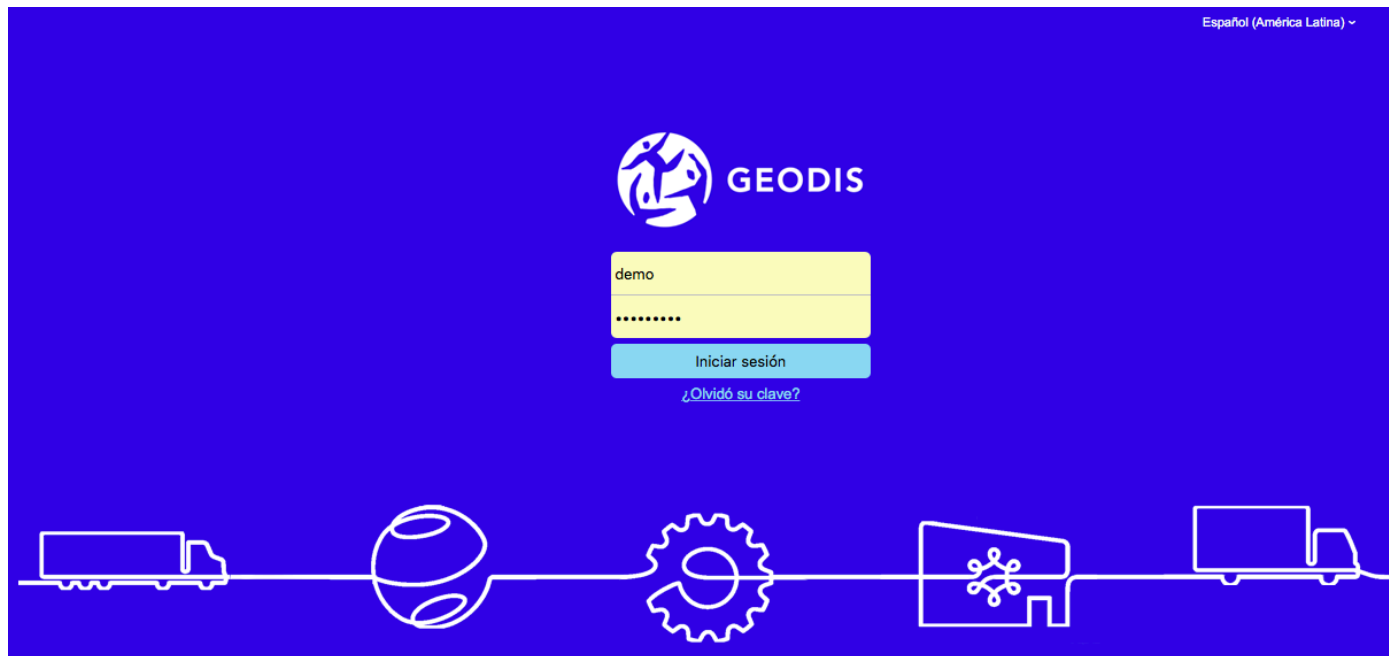 Español (América Latina)
GEODIS
demo
•••••••••
Iniciar sesión
¿Olvidó su clave?